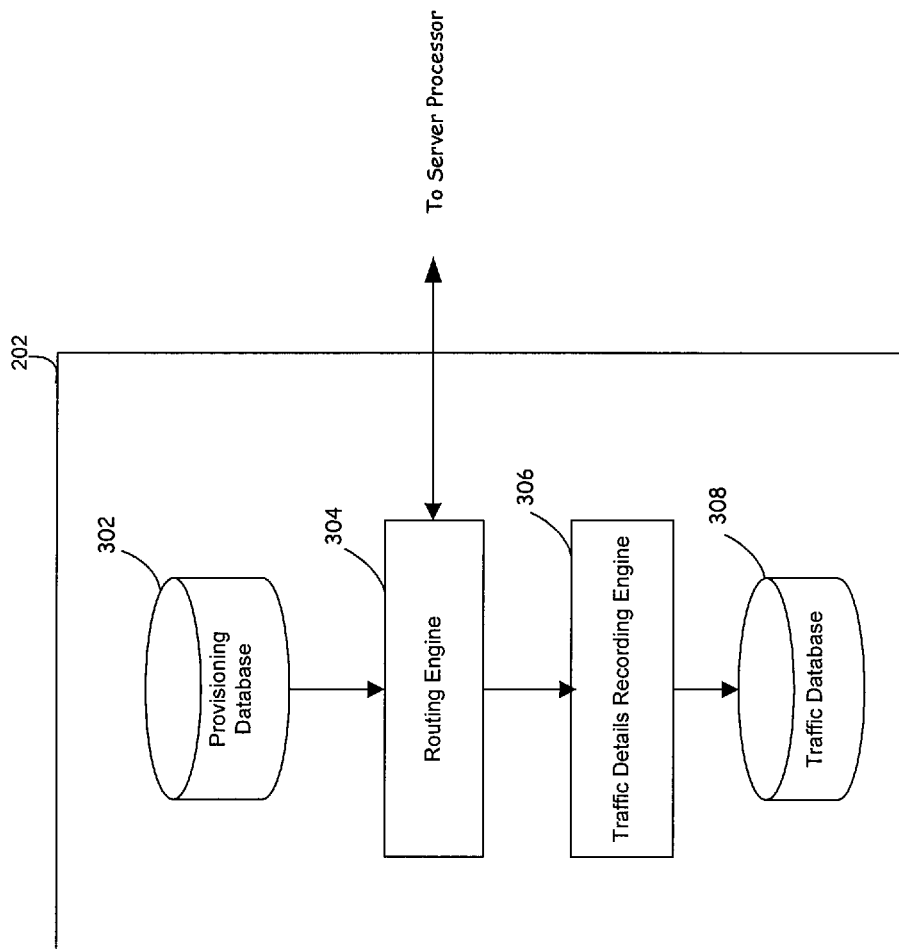 202
302
Provisioning
Database
304
Routing Engine
To Server Processor
306
Traffic Details Recording Engine
308
Traffic Database